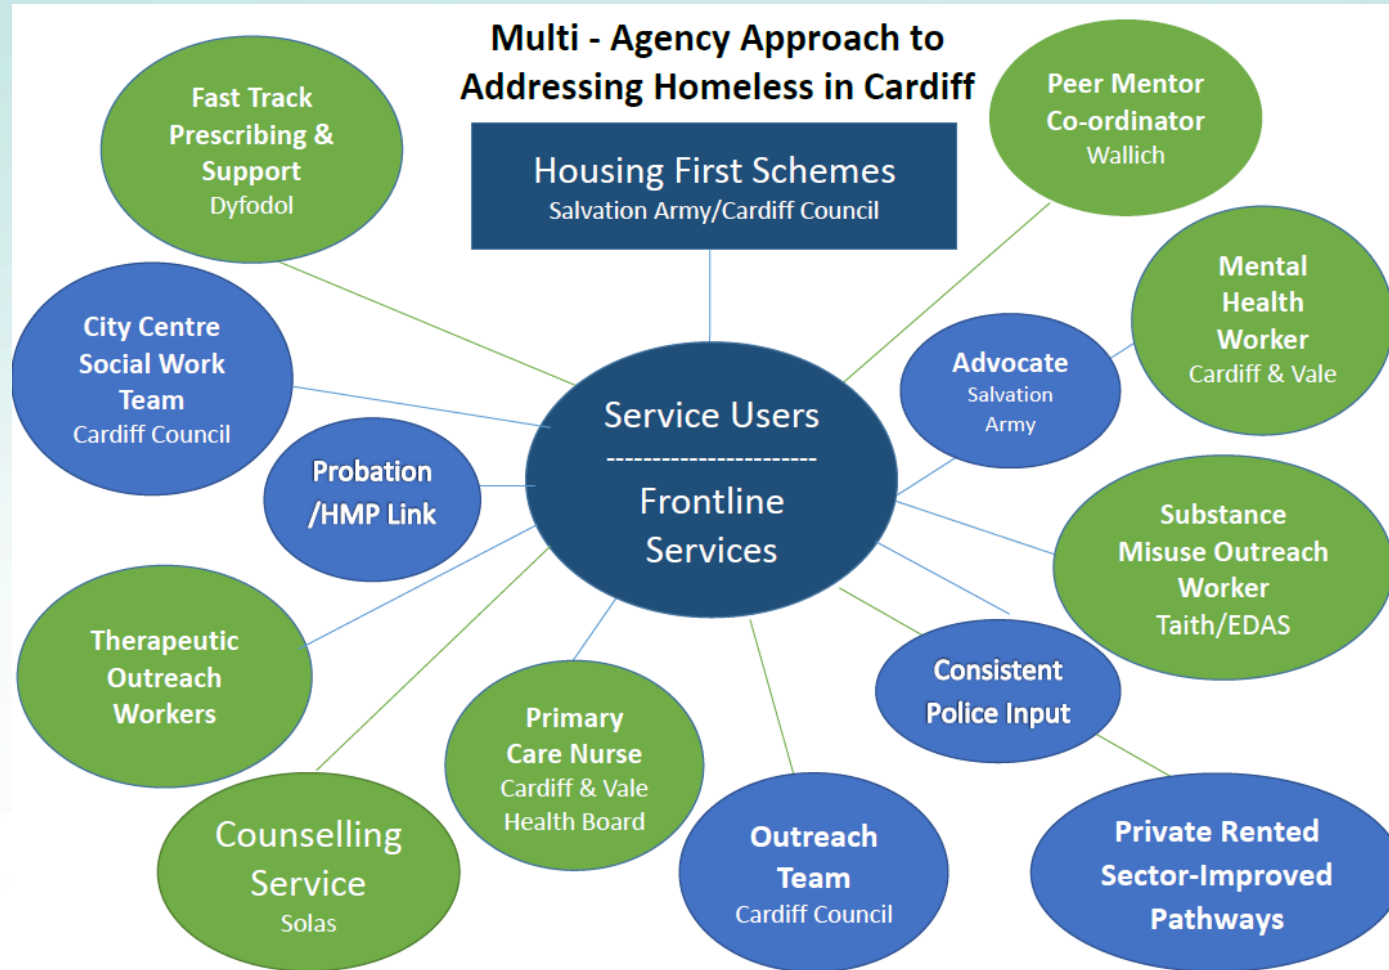 Multi - Agency Approach to
Addressing Homeless in Cardiff
Fast Track
Prescribing &
Support
Dyfodol
Housing First Schemes
Salvation Army/Cardiff Council
Peer Mentor
Co-ordinator
Wallich
City Centre
Social Work
Team
Cardiff Council
Mental
Health
Worker
Cardiff & Vale
Advocate
Salvation
Army
Service Users
-----------------------
Frontline
Services
Probation
/HMP Link
Substance
Misuse Outreach
Worker
Taith/EDAS
Therapeutic
Outreach
Workers
Consistent
Police Input
Primary
Care Nurse
Cardiff & Vale
Health Board
Counselling
Service
Solas
Outreach
Team
Cardiff Council
Private Rented
Sector-Improved
Pathways